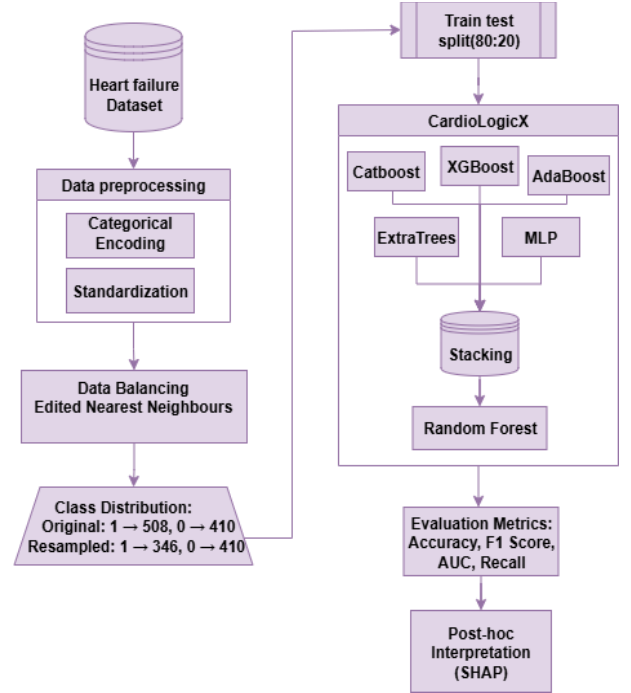 Heart failure
Dataset
Data preprocessing
Categorical
Encoding
Standardization
Data Balancing
Edited Nearest Neighbours
Class Distribution:
Original: 1 → 508, 0 → 410
Resampled: 1 → 346, 0 → 410
Train test
split(80:20)
CardioLogicX
Catboost
XGBoost
AdaBoost
ExtraTrees
MLP
Stacking
Random Forest
Evaluation Metrics:
Accuracy, F1 Score,
AUC, Recall
Post-hoc
Interpretation
(SHAP)